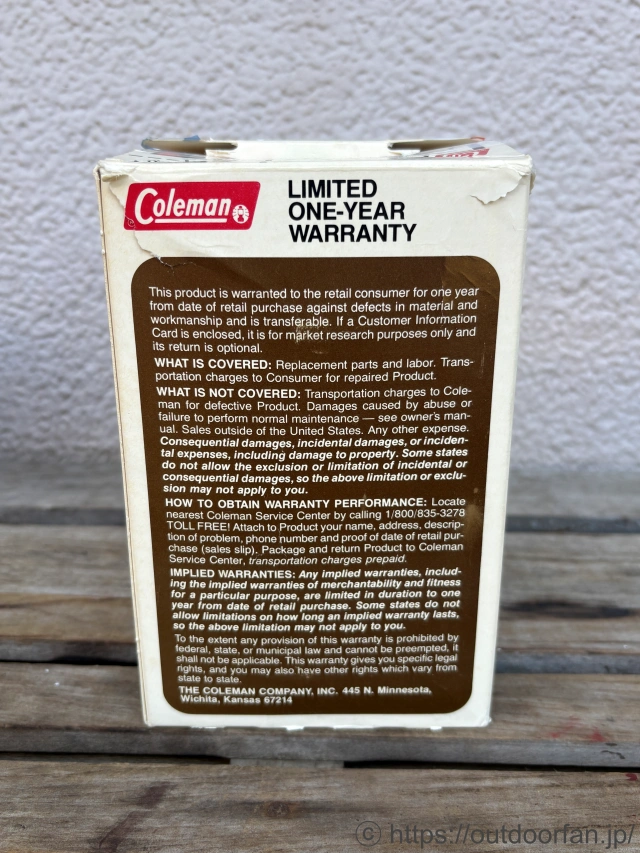 Coleman
LIMITED
ONE-YEAR
WARRANTY
This product is warranted to the retail consumer for one year
from date of retail purchase against defects in material and
workmanship and is transferable. If a Customer Information
Card is enclosed, it is for market research purposes only and
its return is optional.
WHAT IS COVERED: Replacement parts and labor. Trans-
portation charges to Consumer for repaired Product.
WHAT IS NOT COVERED: Transportation charges to Cole-
man for defective Product. Damages caused by abuse or
failure to perform normal maintenance — see owner's man-
ual. Sales outside of the United States. Any other expense.
Consequential damages, incidental damages, or inciden-
tal expenses, including damage to property. Some states
do not allow the exclusion or limitation of incidental or
consequential damages, so the above limitation or exclu-
sion may not apply to you.
HOW TO OBTAIN WARRANTY PERFORMANCE: Locate
nearest Coleman Service Center by calling 1/800/835-3278
TOLL FREE! Attach to Product your name, address, descrip-
tion of problem, phone number and proof of date of retail pur-
chase (sales slip). Package and return Product to Coleman
Service Center, transportation charges prepaid.
IMPLIED WARRANTIES: Any implied warranties, includ-
ing the implied warranties of merchantability and fitness
for a particular purpose, are limited in duration to one
year from date of retail purchase. Some states do not
allow limitations on how long an implied warranty lasts,
so the above limitation may not apply to you.
To the extent any provision of this warranty is prohibited by
federal, state, or municipal law and cannot be preempted, it
shall not be applicable. This warranty gives you specific legal
rights, and you may also have other rights which vary from
state to state.
THE COLEMAN COMPANY, INC. 445 N. Minnesota,
Wichita, Kansas 67214
© https://outdoorfan.jp/